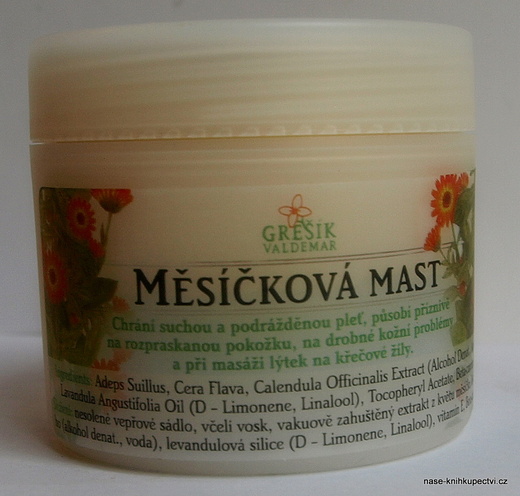 GREŠÍK
VALDEMAR
MĚSÍČKOVÁ MAST
Chrání suchou a podrážděnou pleť, působí příznivě
na rozpraskanou pokožku, na drobné kožní problémy
a při masáži lýtek na křečové žíly.
Adeps Suillus, Cera Flava, Calendula Officinalis Extract (Alcohol Denat.,
Lavandula Angustifolia Oil (D - Limonene, Linalool), Tocopheryl Acetate,
nesolené vepřové sádlo, včelí vosk, vakuově zahuštěný extrakt z květu
(alkohol denat., voda), levandulová silice (D - Limonene, Linalool), vitamin E,
nase-knihkupectvi.cz